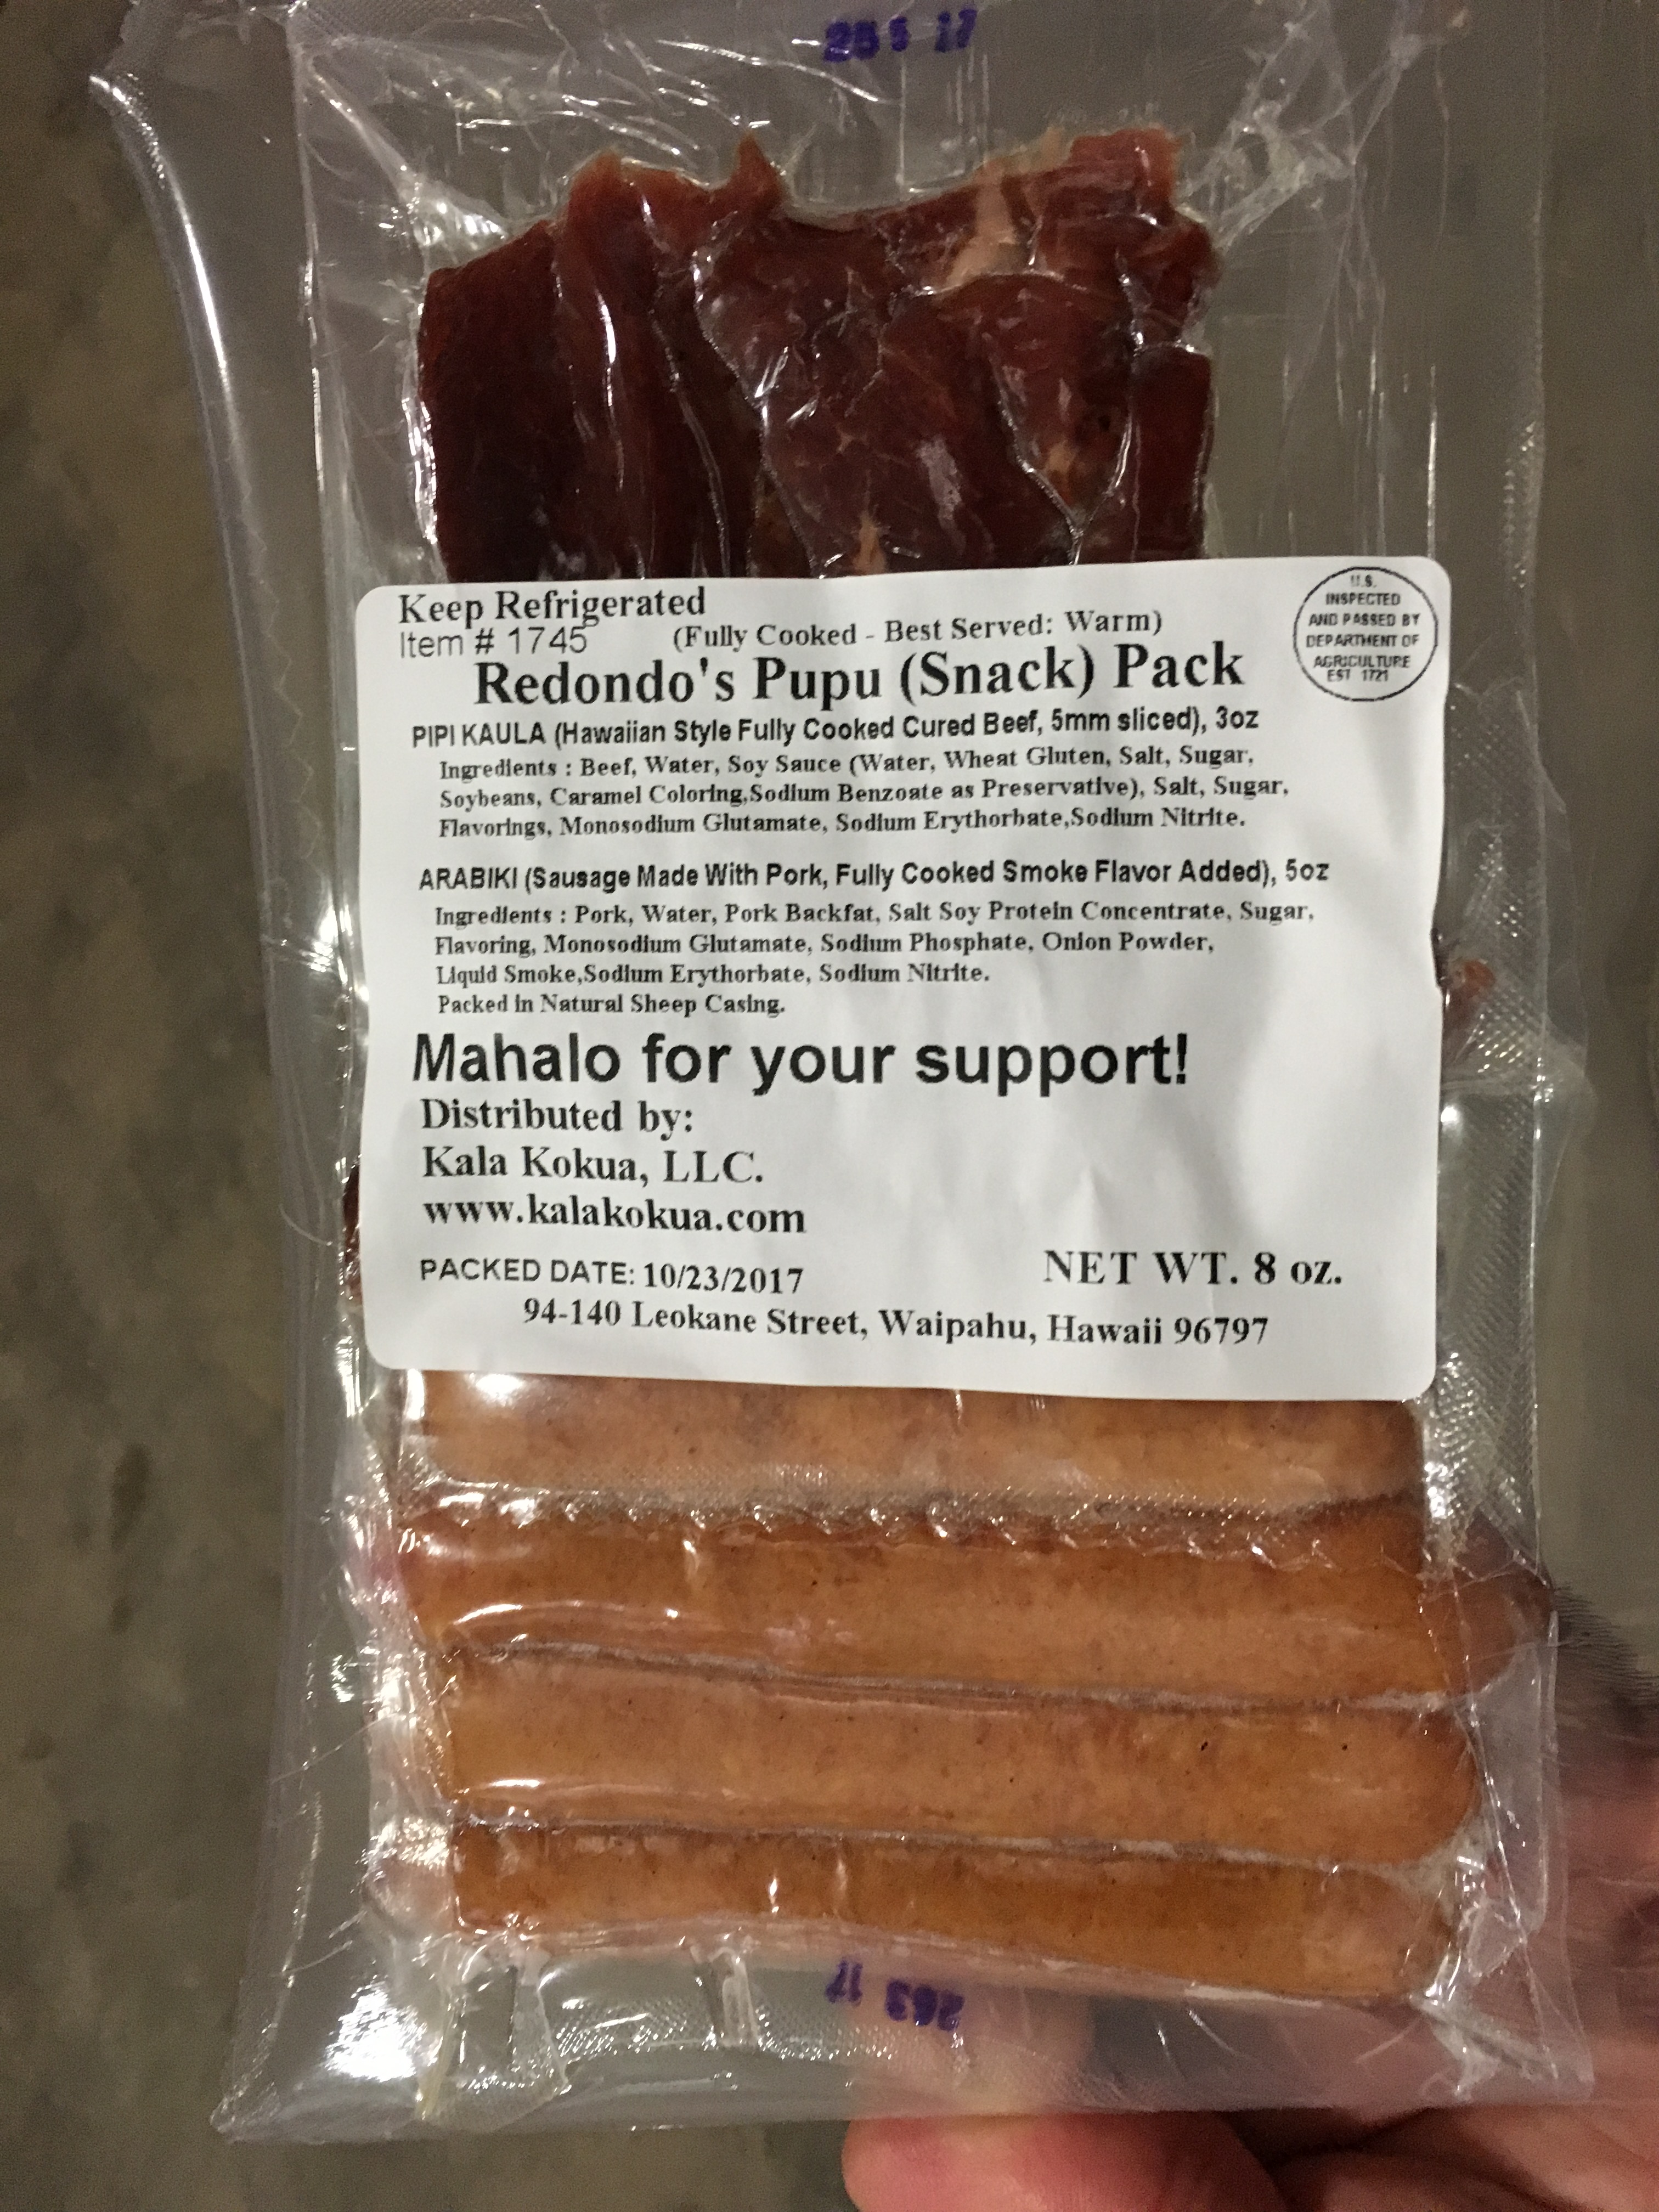 Keep Refrigerated
Item # 1745
(Fully Cooked - Best Served: Warm)
U.S.
INSPECTED
AND PASSED BY
DEPARTMENT OF
AGRICULTURE
EST 1721
Redondo's Pupu (Snack) Pack
PIPI KAULA (Hawaiian Style Fully Cooked Cured Beef, 5mm sliced), 3oz
Ingredients : Beef, Water, Soy Sauce (Water, Wheat Gluten, Salt, Sugar,
Soybeans, Caramel Coloring,Sodium Benzoate as Preservative), Salt, Sugar,
Flavorings, Monosodium Glutamate, Sodium Erythorbate,Sodium Nitrite.
ARABIKI (Sausage Made With Pork, Fully Cooked Smoke Flavor Added), 5oz
Ingredients : Pork, Water, Pork Backfat, Salt Soy Protein Concentrate, Sugar,
Flavoring, Monosodium Glutamate, Sodium Phosphate, Onion Powder,
Liquid Smoke,Sodium Erythorbate, Sodium Nitrite.
Packed in Natural Sheep Casing.
Mahalo for your support!
Distributed by:
Kala Kokua, LLC.
www.kalakokua.com
PACKED DATE: 10/23/2017
NET WT. 8 oz.
94-140 Leokane Street, Waipahu, Hawaii 96797